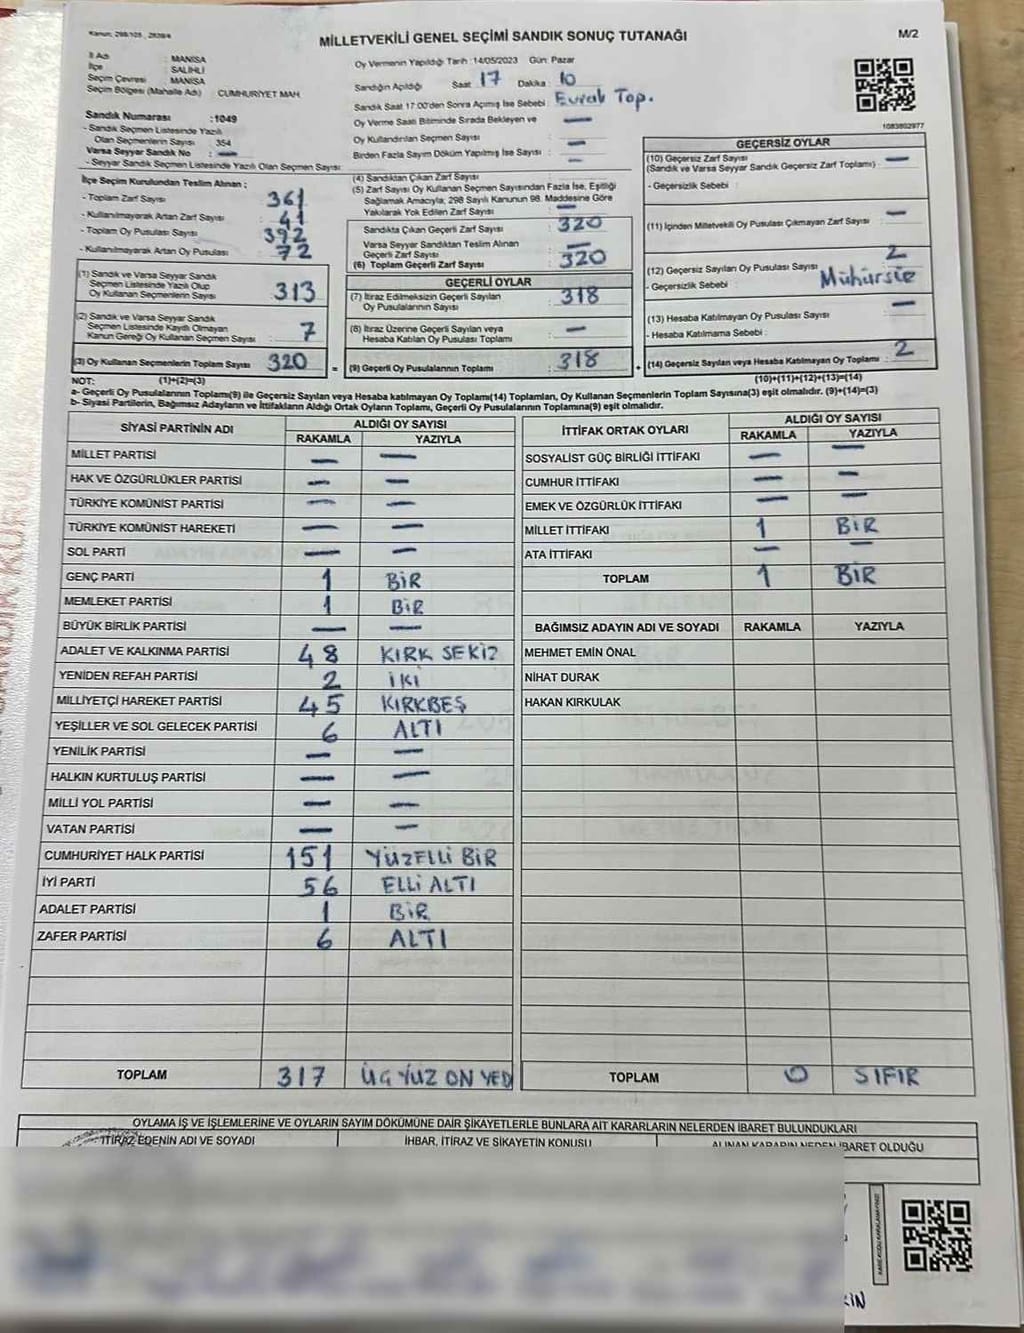 Kanun: 298/105 , 2839/4
MİLLETVEKİLİ GENEL SEÇİMİ SANDIK SONUÇ TUTANAĞI
M/2
İl Adı : MANİSA
İlçe : SALİHLİ
Seçim Çevresi : MANİSA
Seçim Bölgesi (Mahalle Adı) : CUMHURİYET MAH.
Sandık Numarası : 1049
- Sandık Seçmen Listesinde Yazılı
Olan Seçmenlerin Sayısı : 354
Varsa Seyyar Sandık No : —
- Seyyar Sandık Seçmen Listesinde Yazılı Olan Seçmen Sayısı:
İlçe Seçim Kurulundan Teslim Alınan ;
- Toplam Zarf Sayısı : 361
- Kullanılmayarak Artan Zarf Sayısı : 41
- Toplam Oy Pusulası Sayısı : 392
- Kullanılmayarak Artan Oy Pusulası : 72
(1) Sandık ve Varsa Seyyar Sandık
Seçmen Listesinde Yazılı Olup
Oy Kullanan Seçmenlerin Sayısı : 313
(2) Sandık ve Varsa Seyyar Sandık
Seçmen Listesinde Kayıtlı Olmayan
Kanun Gereği Oy Kullanan Seçmen Sayısı : 7
(3) Oy Kullanan Seçmenlerin Toplam Sayısı : 320
Oy Vermenin Yapıldığı Tarih :14/05/2023 Gün: Pazar
Sandığın Açıldığı Saat : 17 Dakika : 10
Sandık Saat 17:00'den Sonra Açılmış İse Sebebi : Evrak Top.
Oy Verme Saati Bitiminde Sırada Bekleyen ve
Oy Kullandırılan Seçmen Sayısı : —
Birden Fazla Sayım Döküm Yapılmış İse Sayısı : —
(4) Sandıktan Çıkan Zarf Sayısı : —
(5) Zarf Sayısı Oy Kullanan Seçmen Sayısından Fazla İse, Eşitliği
Sağlamak Amacıyla; 298 Sayılı Kanunun 98. Maddesine Göre
Yakılarak Yok Edilen Zarf Sayısı : —
Sandıkta Çıkan Geçerli Zarf Sayısı : 320
Varsa Seyyar Sandıktan Teslim Alınan
Geçerli Zarf Sayısı : —
(6) Toplam Geçerli Zarf Sayısı : 320
GEÇERLİ OYLAR
(7) İtiraz Edilmeksizin Geçerli Sayılan
Oy Pusulalarının Sayısı : 318
(8) İtiraz Üzerine Geçerli Sayılan veya
Hesaba Katılan Oy Pusulası Toplamı : —
= (9) Geçerli Oy Pusulalarının Toplamı : 318 +
1083802977
GEÇERSİZ OYLAR
(10) Geçersiz Zarf Sayısı : —
(Sandık ve Varsa Seyyar Sandık Geçersiz Zarf Toplamı)
- Geçersizlik Sebebi :
(11) İçinden Milletvekili Oy Pusulası Çıkmayan Zarf Sayısı : —
(12) Geçersiz Sayılan Oy Pusulası Sayısı : 2
- Geçersizlik Sebebi : Mühürsüz
(13) Hesaba Katılmayan Oy Pusulası Sayısı : —
- Hesaba Katılmama Sebebi :
(14) Geçersiz Sayılan veya Hesaba Katılmayan Oy Toplamı : 2
NOT: (1)+(2)=(3) (10)+(11)+(12)+(13)=(14)
a- Geçerli Oy Pusulalarının Toplamı(9) ile Geçersiz Sayılan veya Hesaba katılmayan Oy Toplamı(14) Toplamları, Oy Kullanan Seçmenlerin Toplam Sayısına(3) eşit olmalıdır. (9)+(14)=(3)
b- Siyasi Partilerin, Bağımsız Adayların ve İttifakların Aldığı Ortak Oyların Toplamı, Geçerli Oy Pusulalarının Toplamına(9) eşit olmalıdır.
SİYASİ PARTİNİN ADI ALDIĞI OY SAYISI
RAKAMLA YAZIYLA
MİLLET PARTİSİ — —
HAK VE ÖZGÜRLÜKLER PARTİSİ — —
TÜRKİYE KOMÜNİST PARTİSİ — —
TÜRKİYE KOMÜNİST HAREKETİ — —
SOL PARTİ — —
GENÇ PARTİ 1 BİR
MEMLEKET PARTİSİ 1 BİR
BÜYÜK BİRLİK PARTİSİ — —
ADALET VE KALKINMA PARTİSİ 48 KIRK SEKİZ
YENİDEN REFAH PARTİSİ 2 İKİ
MİLLİYETÇİ HAREKET PARTİSİ 45 KIRKBEŞ
YEŞİLLER VE SOL GELECEK PARTİSİ 6 ALTI
YENİLİK PARTİSİ — —
HALKIN KURTULUŞ PARTİSİ — —
MİLLİ YOL PARTİSİ — —
VATAN PARTİSİ — —
CUMHURİYET HALK PARTİSİ 151 YÜZELLİ BİR
İYİ PARTİ 56 ELLİ ALTI
ADALET PARTİSİ 1 BİR
ZAFER PARTİSİ 6 ALTI
TOPLAM 317 ÜÇ YÜZ ON YED
İTTİFAK ORTAK OYLARI ALDIĞI OY SAYISI
RAKAMLA YAZIYLA
SOSYALİST GÜÇ BİRLİĞİ İTTİFAKI — —
CUMHUR İTTİFAKI — —
EMEK VE ÖZGÜRLÜK İTTİFAKI — —
MİLLET İTTİFAKI 1 BİR
ATA İTTİFAKI — —
TOPLAM 1 BİR
BAĞIMSIZ ADAYIN ADI VE SOYADI RAKAMLA YAZIYLA
MEHMET EMİN ÖNAL
NİHAT DURAK
HAKAN KIRKULAK
TOPLAM 0 SIFIR
OYLAMA İŞ VE İŞLEMLERİNE VE OYLARIN SAYIM DÖKÜMÜNE DAİR ŞİKAYETLERLE BUNLARA AİT KARARLARIN NELERDEN İBARET BULUNDUKLARI
İTİRAZ EDENİN ADI VE SOYADI İHBAR, İTİRAZ VE ŞİKAYETİN KONUSU ALINAN KARARIN NEDEN İBARET OLDUĞU